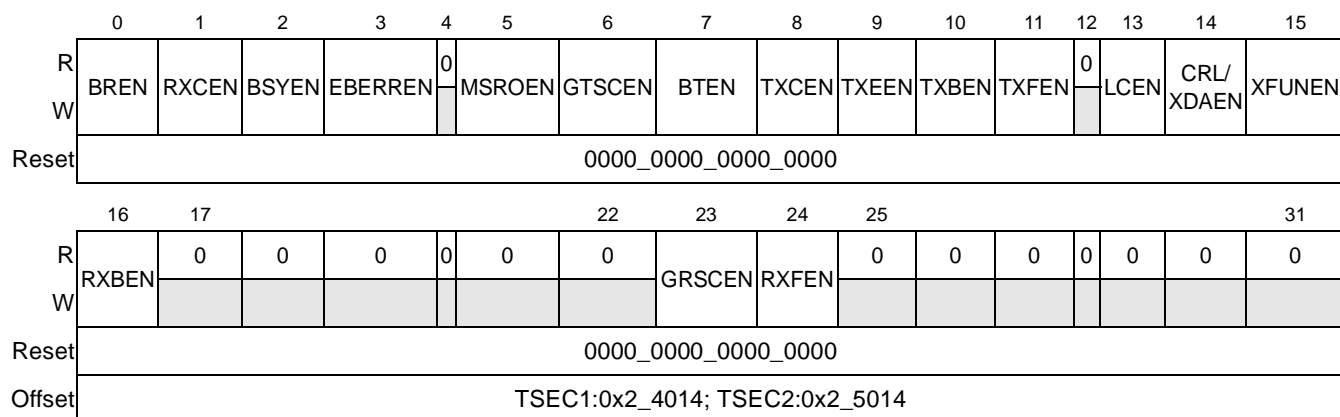 0 1 2 3 4 5 6 7 8 9 10 11 12 13 14 15
R
W
BREN RXCEN BSYEN EBERREN 0 MSROEN GTSCEN BTEN TXCEN TXEEN TXBEN TXFEN 0 LCEN CRL/
XDAEN XFUNEN
Reset 0000_0000_0000_0000
16 17 22 23 24 25 31
R
W
RXBEN 0 0 0 0 0 0 GRSCEN RXFEN 0 0 0 0 0 0 0
Reset 0000_0000_0000_0000
Offset TSEC1:0x2_4014; TSEC2:0x2_5014